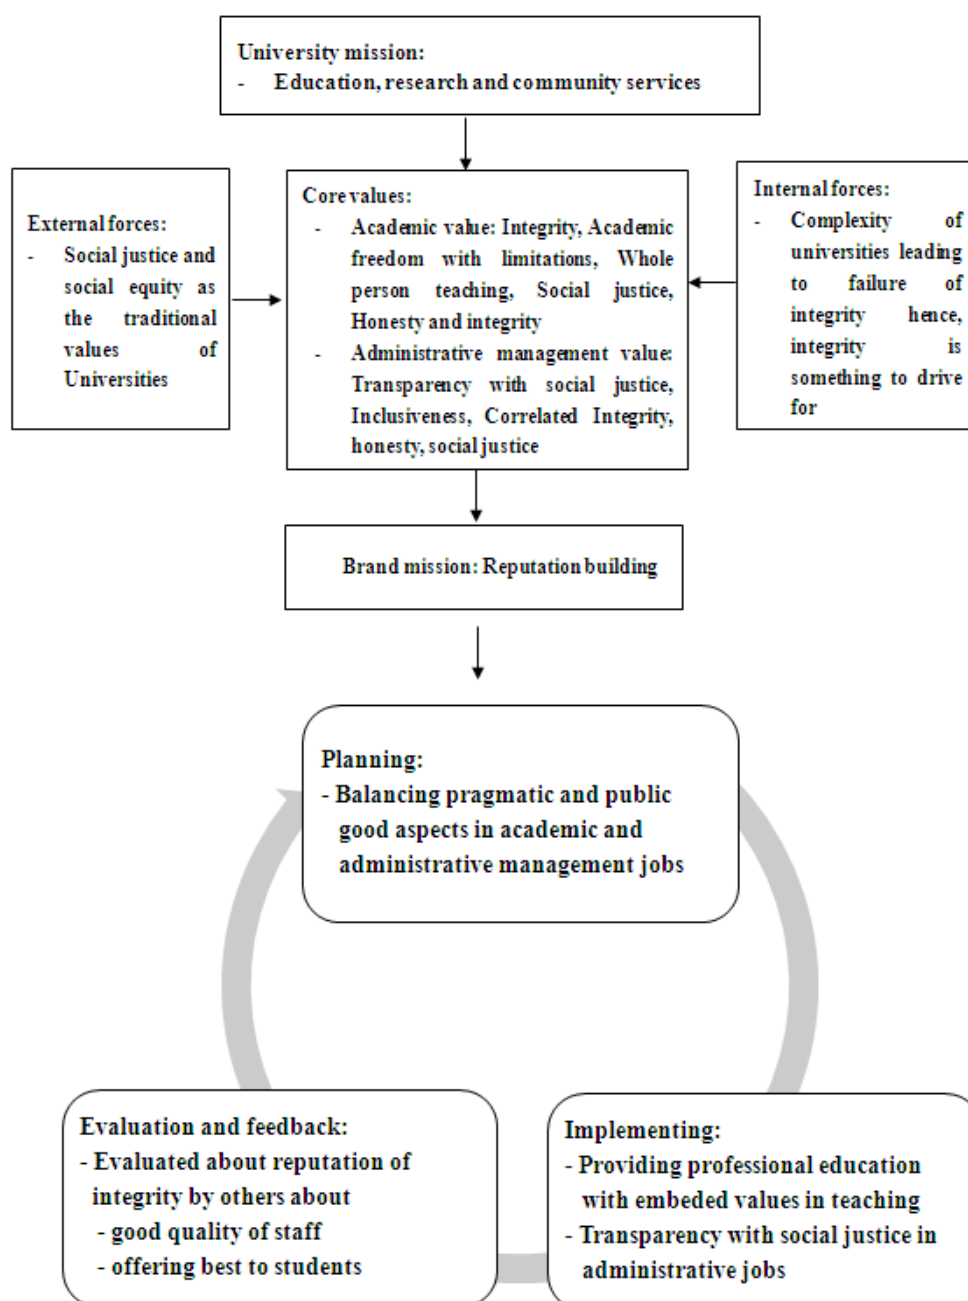 University mission:
- Education, research and community services
External forces:
- Social justice and
social equity as
the traditional
values of
Universities
Core values:
- Academic value: Integrity, Academic
freedom with limitations, Whole
person teaching, Social justice,
Honesty and integrity
- Administrative management value:
Transparency with social justice,
Inclusiveness, Correlated Integrity,
honesty, social justice
Internal forces:
- Complexity of
universities leading
to failure of
integrity hence,
integrity is
something to drive
for
Brand mission: Reputation building
Planning:
- Balancing pragmatic and public
good aspects in academic and
administrative management jobs
Evaluation and feedback:
- Evaluated about reputation of
integrity by others about
- good quality of staff
- offering best to students
Implementing:
- Providing professional education
with embeded values in teaching
- Transparency with social justice in
administrative jobs